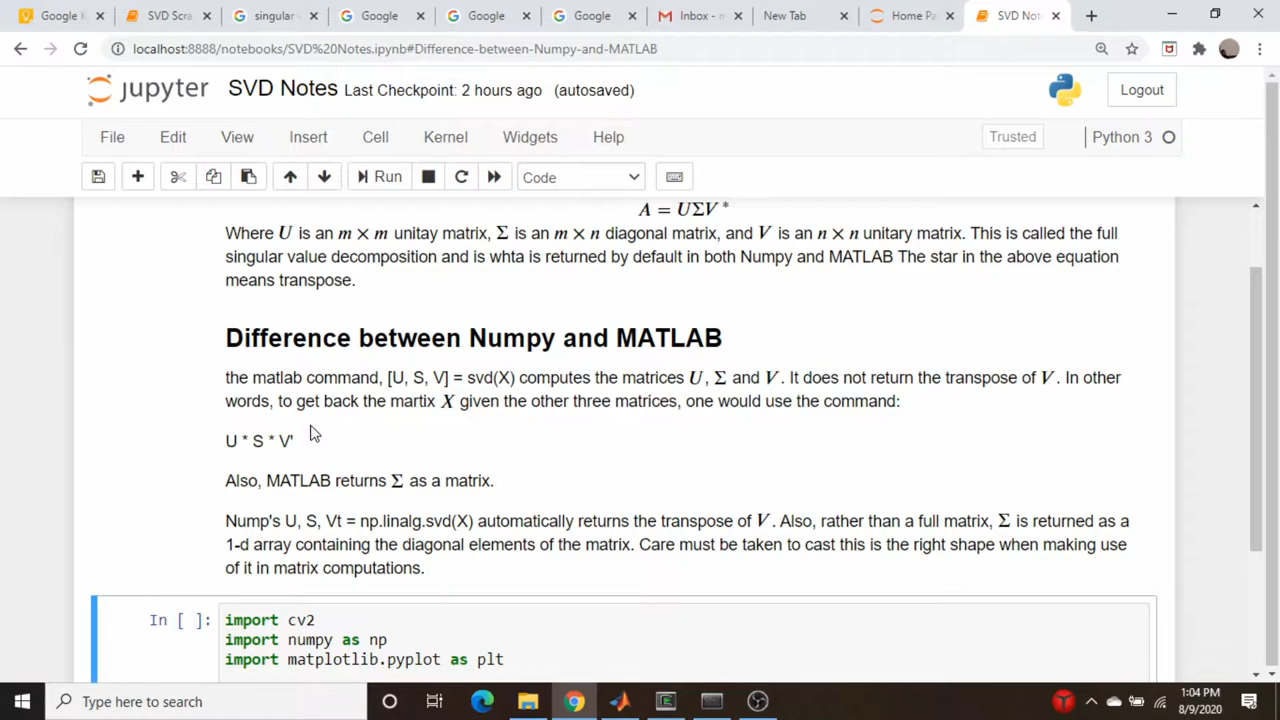 Google K
SVD Scra
singular v
Google
Google
Google
Inbox - n
New Tab
Home Pa
SVD Not
localhost:8888/notebooks/SVD%20Notes.ipynb#Difference-between-Numpy-and-MATLAB
jupyter SVD Notes Last Checkpoint: 2 hours ago (autosaved)
Logout
File Edit View Insert Cell Kernel Widgets Help
Trusted
Python 3
Run
Code
A = UΣV*
Where U is an m × m unitay matrix, Σ is an m × n diagonal matrix, and V is an n × n unitary matrix. This is called the full
singular value decomposition and is whta is returned by default in both Numpy and MATLAB The star in the above equation
means transpose.
Difference between Numpy and MATLAB
the matlab command, [U, S, V] = svd(X) computes the matrices U, Σ and V. It does not return the transpose of V. In other
words, to get back the martix X given the other three matrices, one would use the command:
U * S * V'
Also, MATLAB returns Σ as a matrix.
Nump's U, S, Vt = np.linalg.svd(X) automatically returns the transpose of V. Also, rather than a full matrix, Σ is returned as a
1-d array containing the diagonal elements of the matrix. Care must be taken to cast this is the right shape when making use
of it in matrix computations.
In [ ]:
import cv2
import numpy as np
import matplotlib.pyplot as plt
Type here to search
1:04 PM
8/9/2020